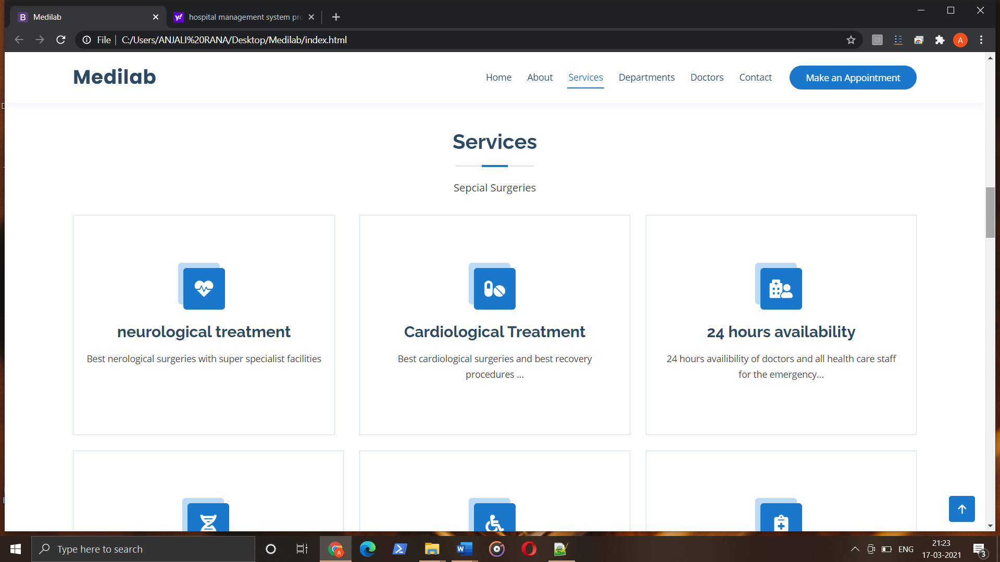 Medilab
hospital management system pr
File
C:/Users/ANJALI%20RANA/Desktop/Medilab/index.html
A
Medilab
Home
About
Services
Departments
Doctors
Contact
Make an Appointment
Services
Sepcial Surgeries
neurological treatment
Best nerological surgeries with super specialist facilities
Cardiological Treatment
Best cardiological surgeries and best recovery
procedures ...
24 hours availability
24 hours availibility of doctors and all health care staff
for the emergency...
Type here to search
ENG
21:23
17-03-2021
3